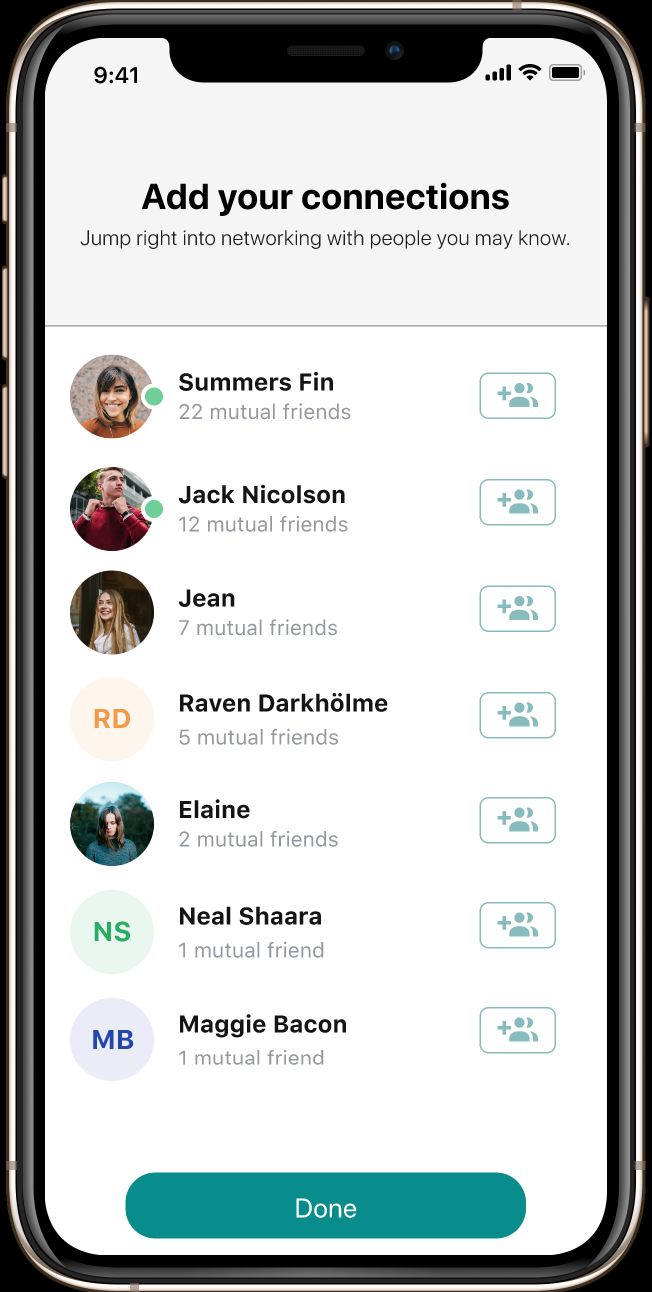 9:41
Add your connections
Jump right into networking with people you may know.
Summers Fin
22 mutual friends
Jack Nicolson
12 mutual friends
Jean
7 mutual friends
RD
Raven Darkhölme
5 mutual friends
Elaine
2 mutual friends
NS
Neal Shaara
1 mutual friend
MB
Maggie Bacon
1 mutual friend
Done